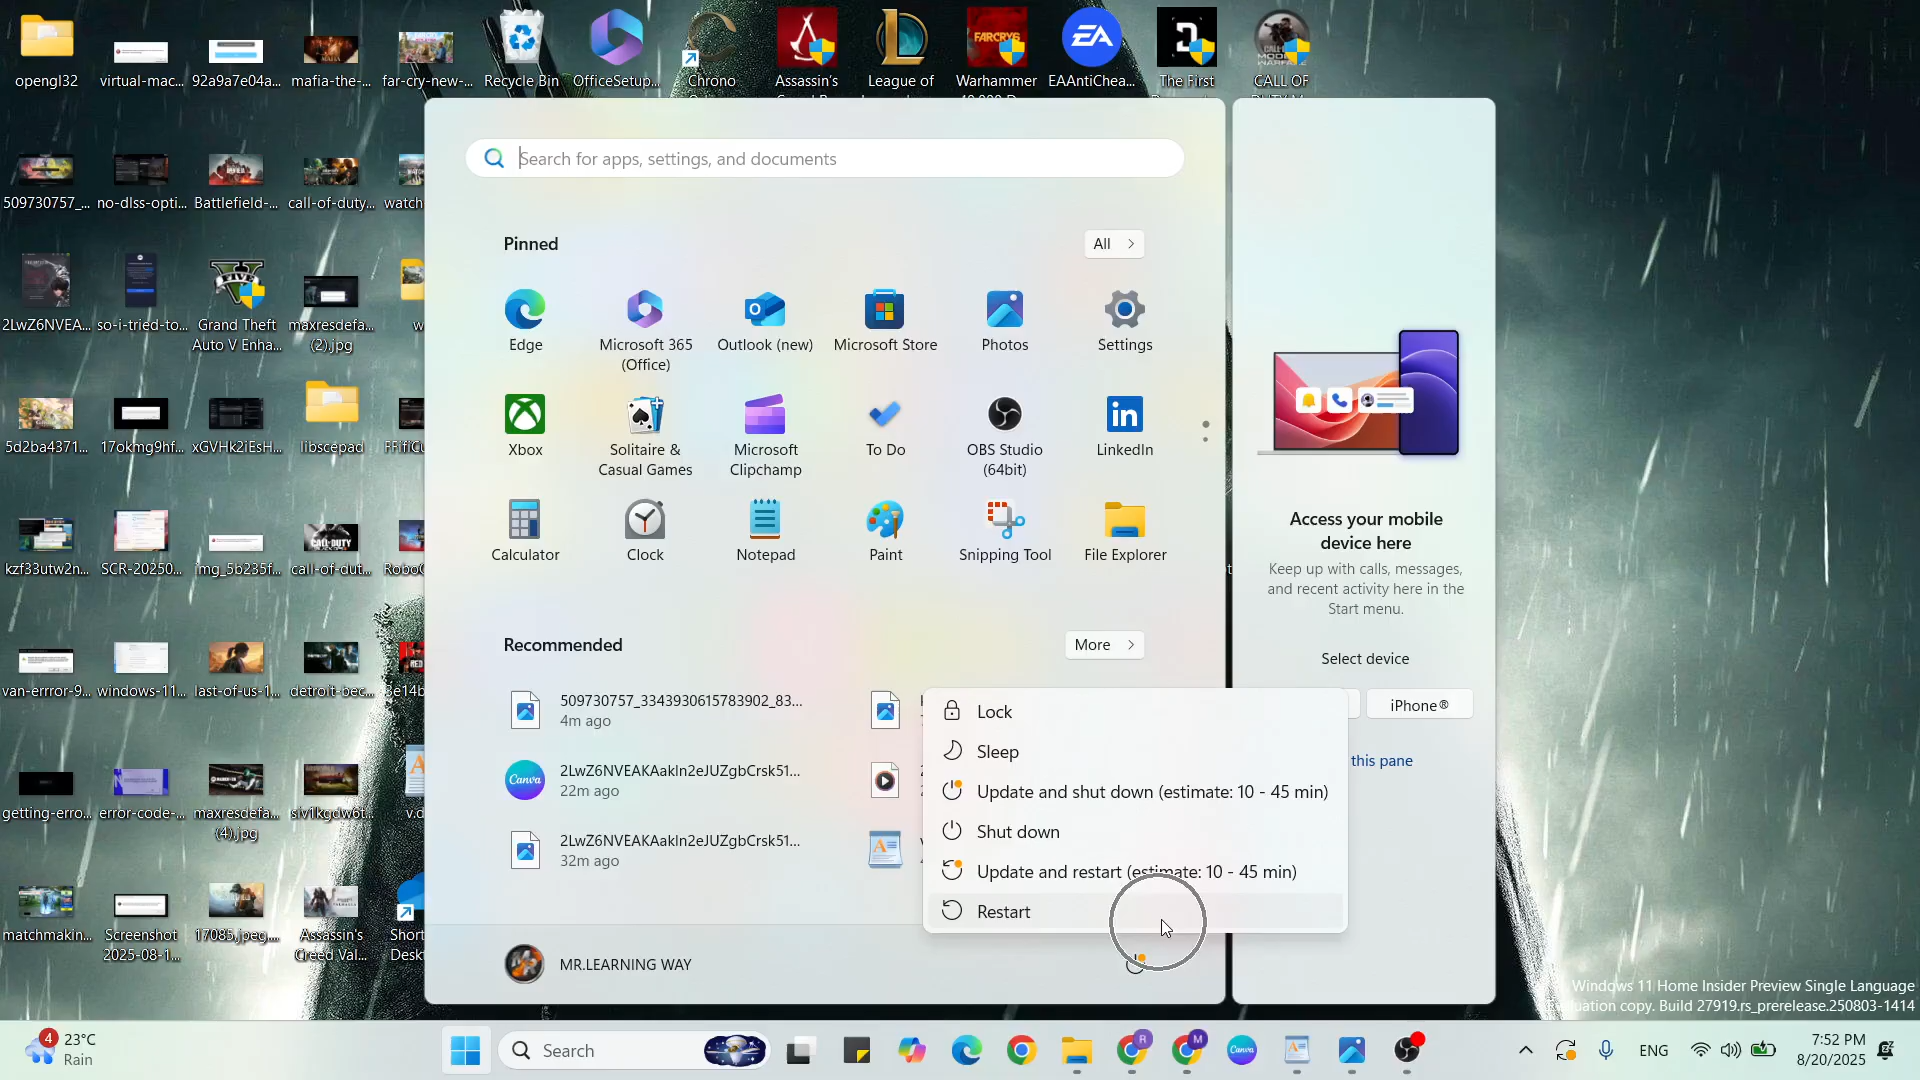 opengl32
virtual-mac...
92a9a7e04a...
mafia-the-...
far-cry-new-...
Recycle Bin
OfficeSetup...
Chrono
Assassin's
League of
Warhammer
EAAntiChea...
The First
CALL OF
509730757_...
no-dlss-opti...
Battlefield-...
call-of-duty...
watch
2LwZ6NVEA...
so-i-tried-to...
Grand Theft
Auto V Enha...
maxresdefa...
(2).jpg
w
5d2ba4371...
17okmg9hf...
xGVHk2iEsH...
libscepad
kzf33utw2n...
SCR-20250...
img_5b235f...
call-of-dut...
RoboC
van-errror-9...
windows-11...
last-of-us-1...
detroit-bec...
3e14b
getting-erro...
error-code-...
maxresdefa...
(4).jpg
slv1kgdw6t...
v.d
matchmakin...
Screenshot
2025-08-1...
17085.jpeg....
Assassin's
Creed Val...
Short
Desk
Search for apps, settings, and documents
Pinned
All
Edge
Microsoft 365
(Office)
Outlook (new)
Microsoft Store
Photos
Settings
Xbox
Solitaire &
Casual Games
Microsoft
Clipchamp
To Do
OBS Studio
(64bit)
LinkedIn
Calculator
Clock
Notepad
Paint
Snipping Tool
File Explorer
Recommended
More
509730757_3343930615783902_83...
4m ago
2LwZ6NVEAKAakln2eJUZgbCrsk51...
22m ago
2LwZ6NVEAKAakln2eJUZgbCrsk51...
32m ago
Lock
Sleep
Update and shut down (estimate: 10 - 45 min)
Shut down
Update and restart (estimate: 10 - 45 min)
Restart
MR.LEARNING WAY
Access your mobile
device here
Keep up with calls, messages,
and recent activity here in the
Start menu.
Select device
iPhone®
this pane
Windows 11 Home Insider Preview Single Language
uation copy. Build 27919.rs_prerelease.250803-1414
4
23°C
Rain
Search
ENG
7:52 PM
8/20/2025